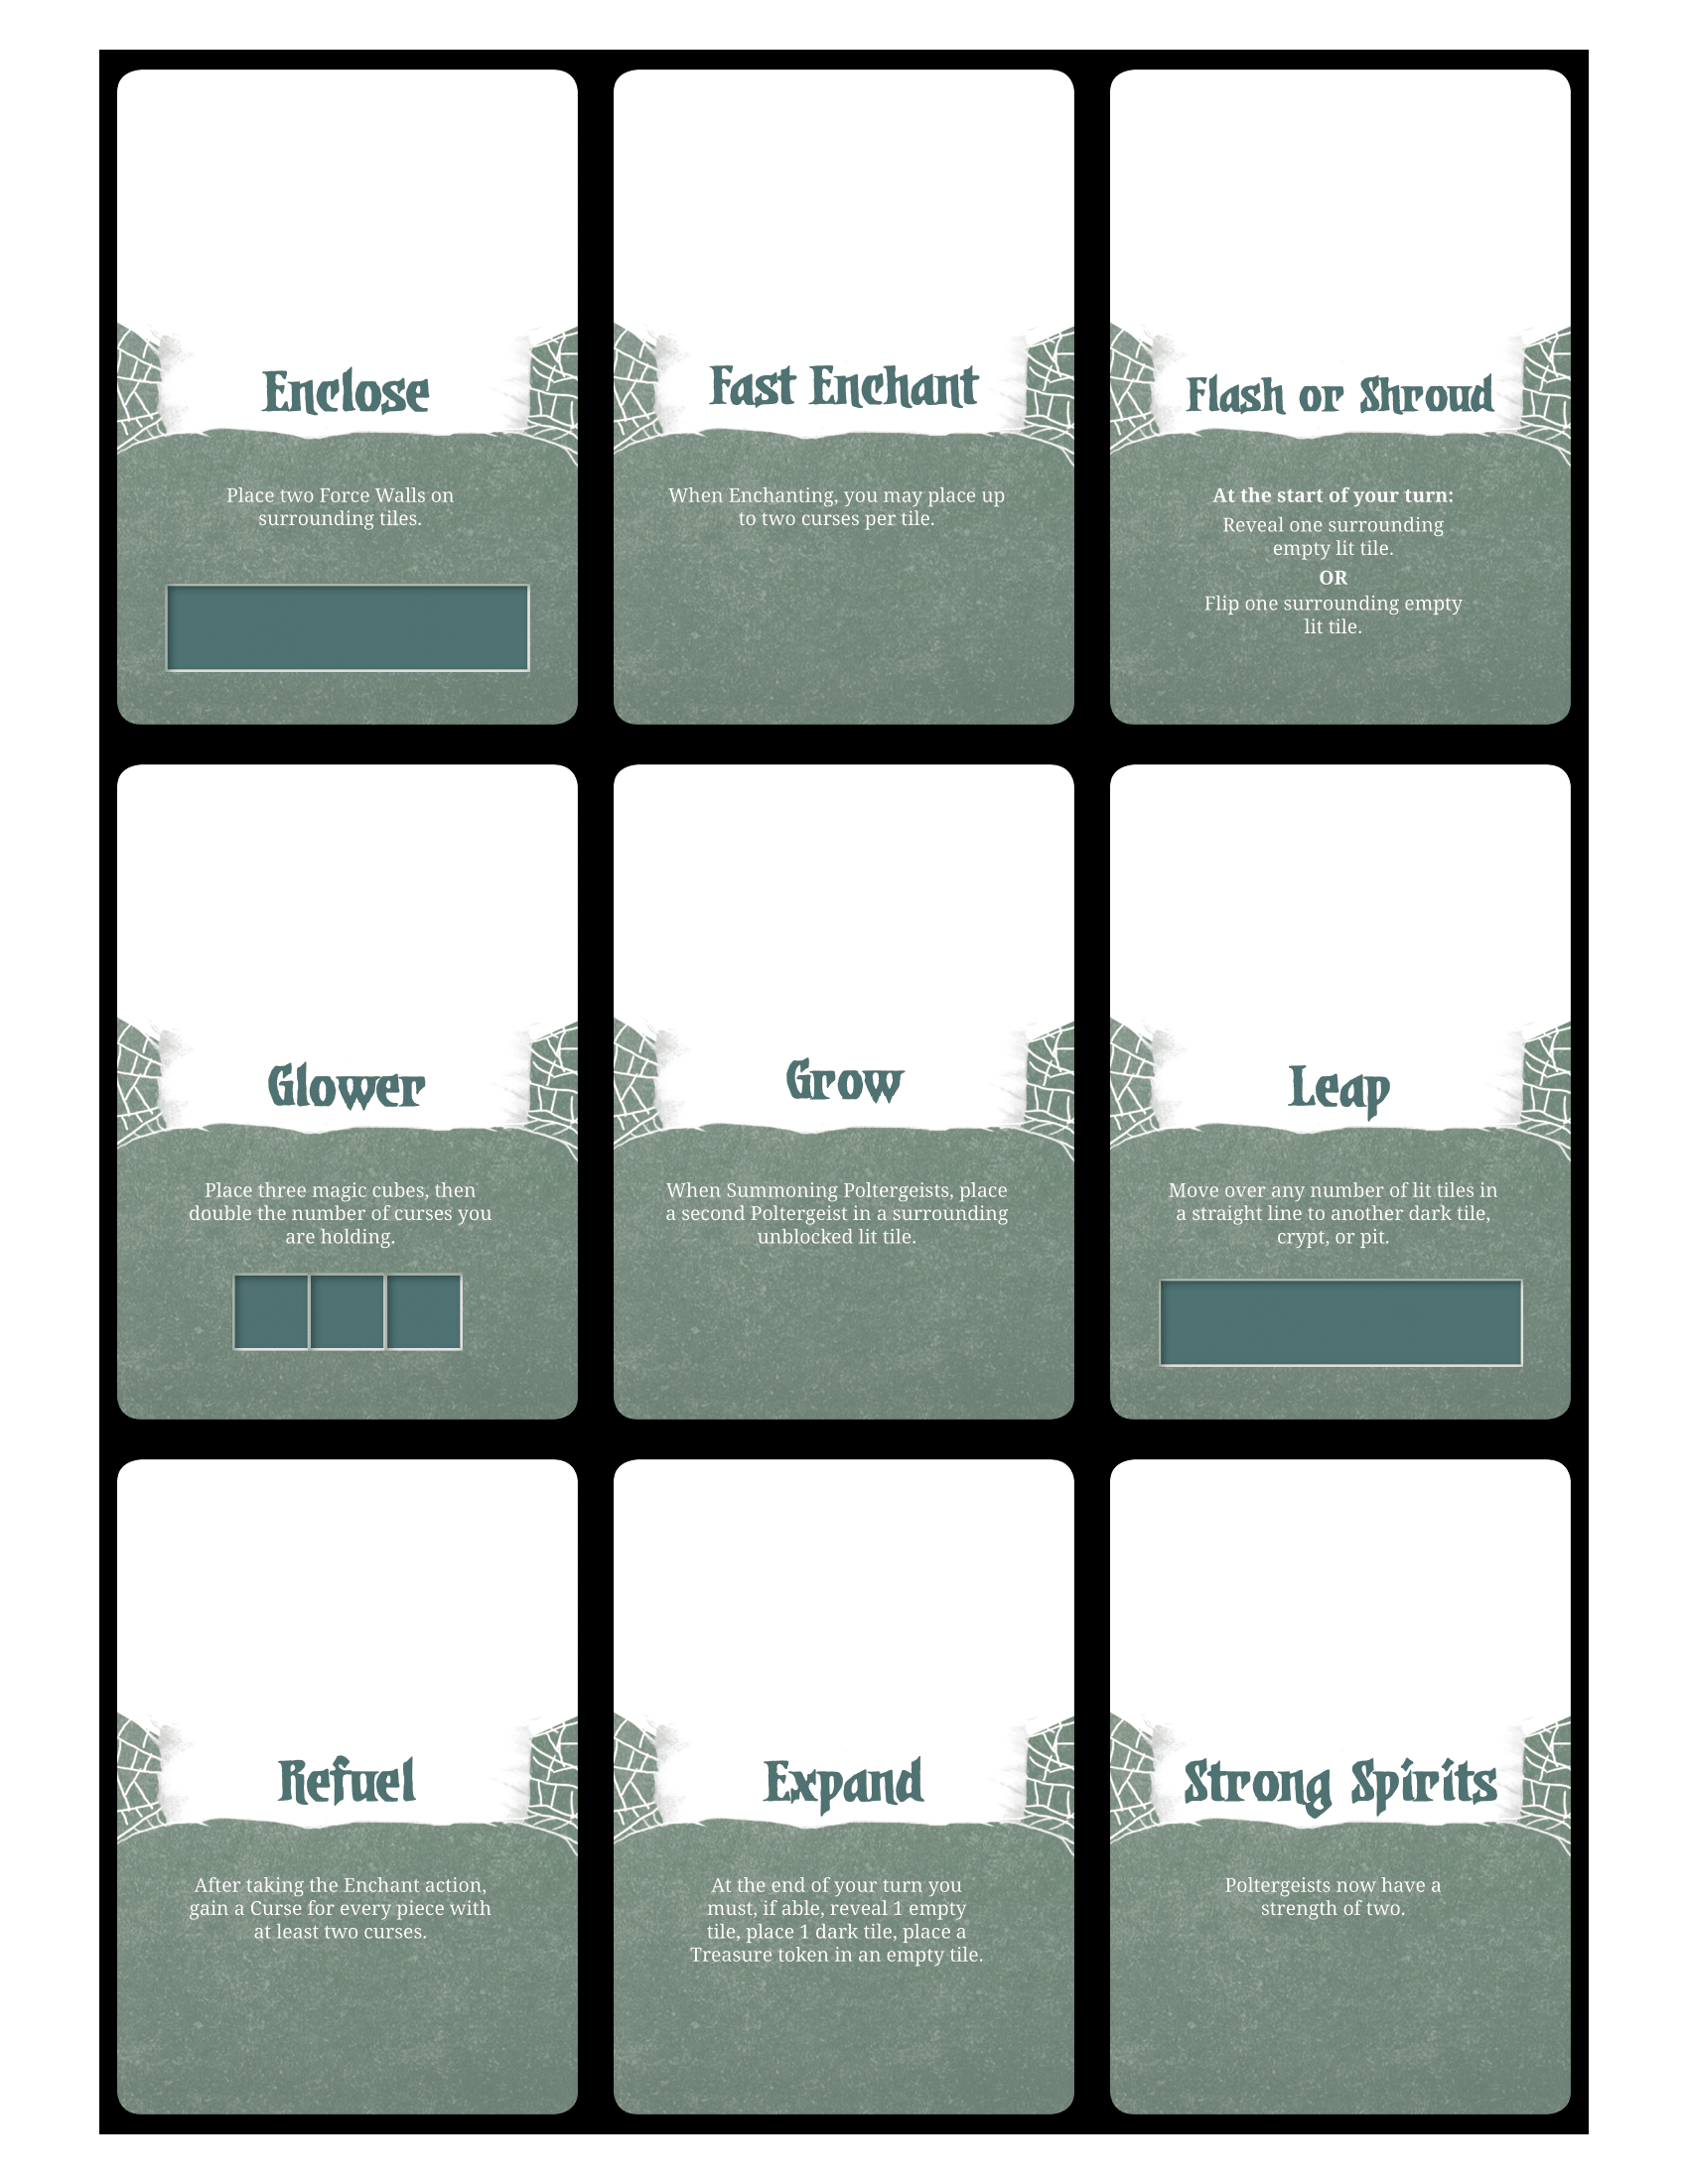 Enclose
Place two Force Walls on
surrounding tiles.
Fast Enchant
When Enchanting, you may place up
to two curses per tile.
Flash or Shroud
At the start of your turn:
Reveal one surrounding
empty lit tile.
OR
Flip one surrounding empty
lit tile.
Glower
Place three magic cubes, then
double the number of curses you
are holding.
Grow
When Summoning Poltergeists, place
a second Poltergeist in a surrounding
unblocked lit tile.
Leap
Move over any number of lit tiles in
a straight line to another dark tile,
crypt, or pit.
Refuel
After taking the Enchant action,
gain a Curse for every piece with
at least two curses.
Expand
At the end of your turn you
must, if able, reveal 1 empty
tile, place 1 dark tile, place a
Treasure token in an empty tile.
Strong Spirits
Poltergeists now have a
strength of two.